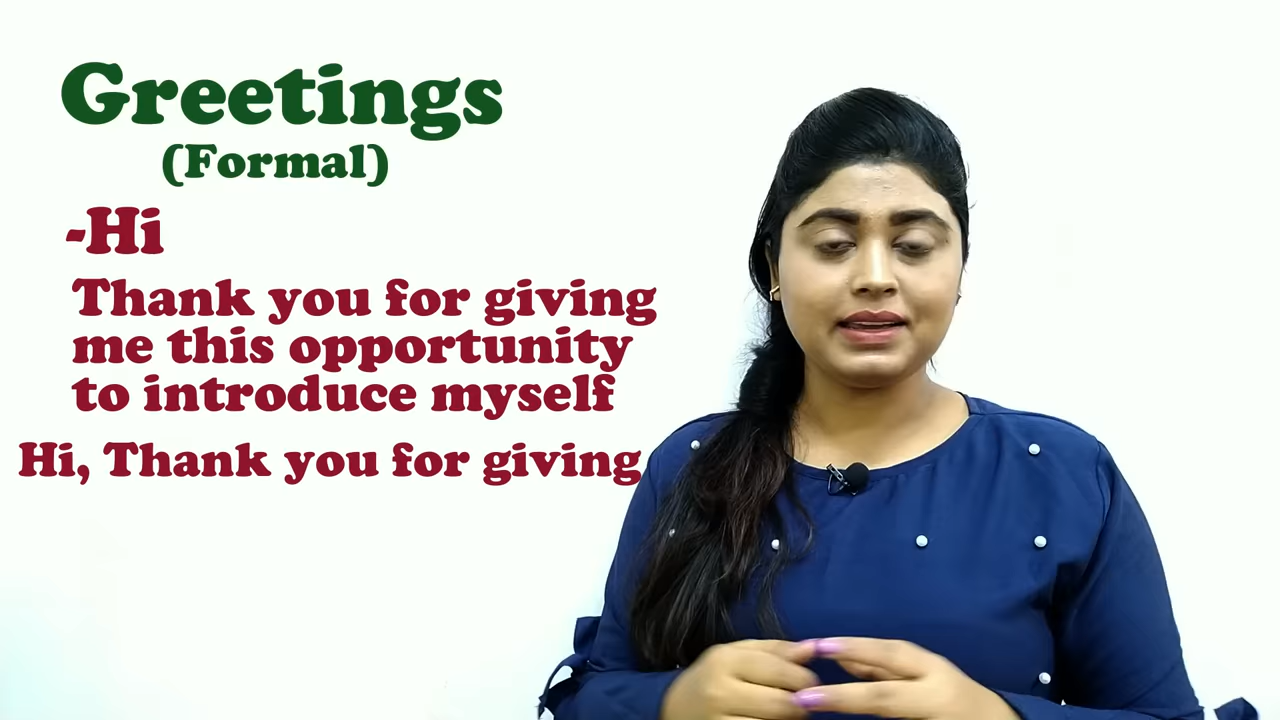 Greetings
(Formal)
-Hi
Thank you for giving
me this opportunity
to introduce myself
Hi, Thank you for giving